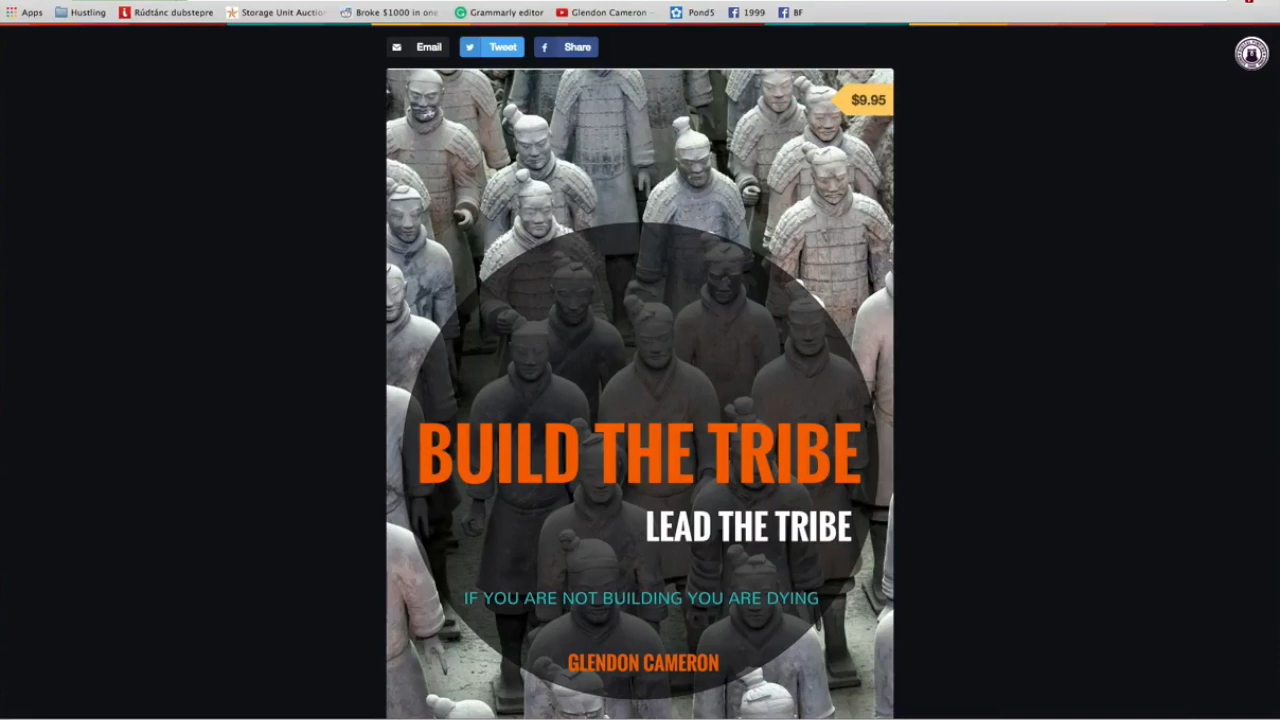 Apps Hustling Rúdtánc dubstepre Storage Unit Auctio Broke $1000 in one Grammarly editor Glendon Cameron - Pond5 1999 BF
Email Tweet Share
$9.95
BUILD THE TRIBE
LEAD THE TRIBE
IF YOU ARE NOT BUILDING YOU ARE DYING
GLENDON CAMERON